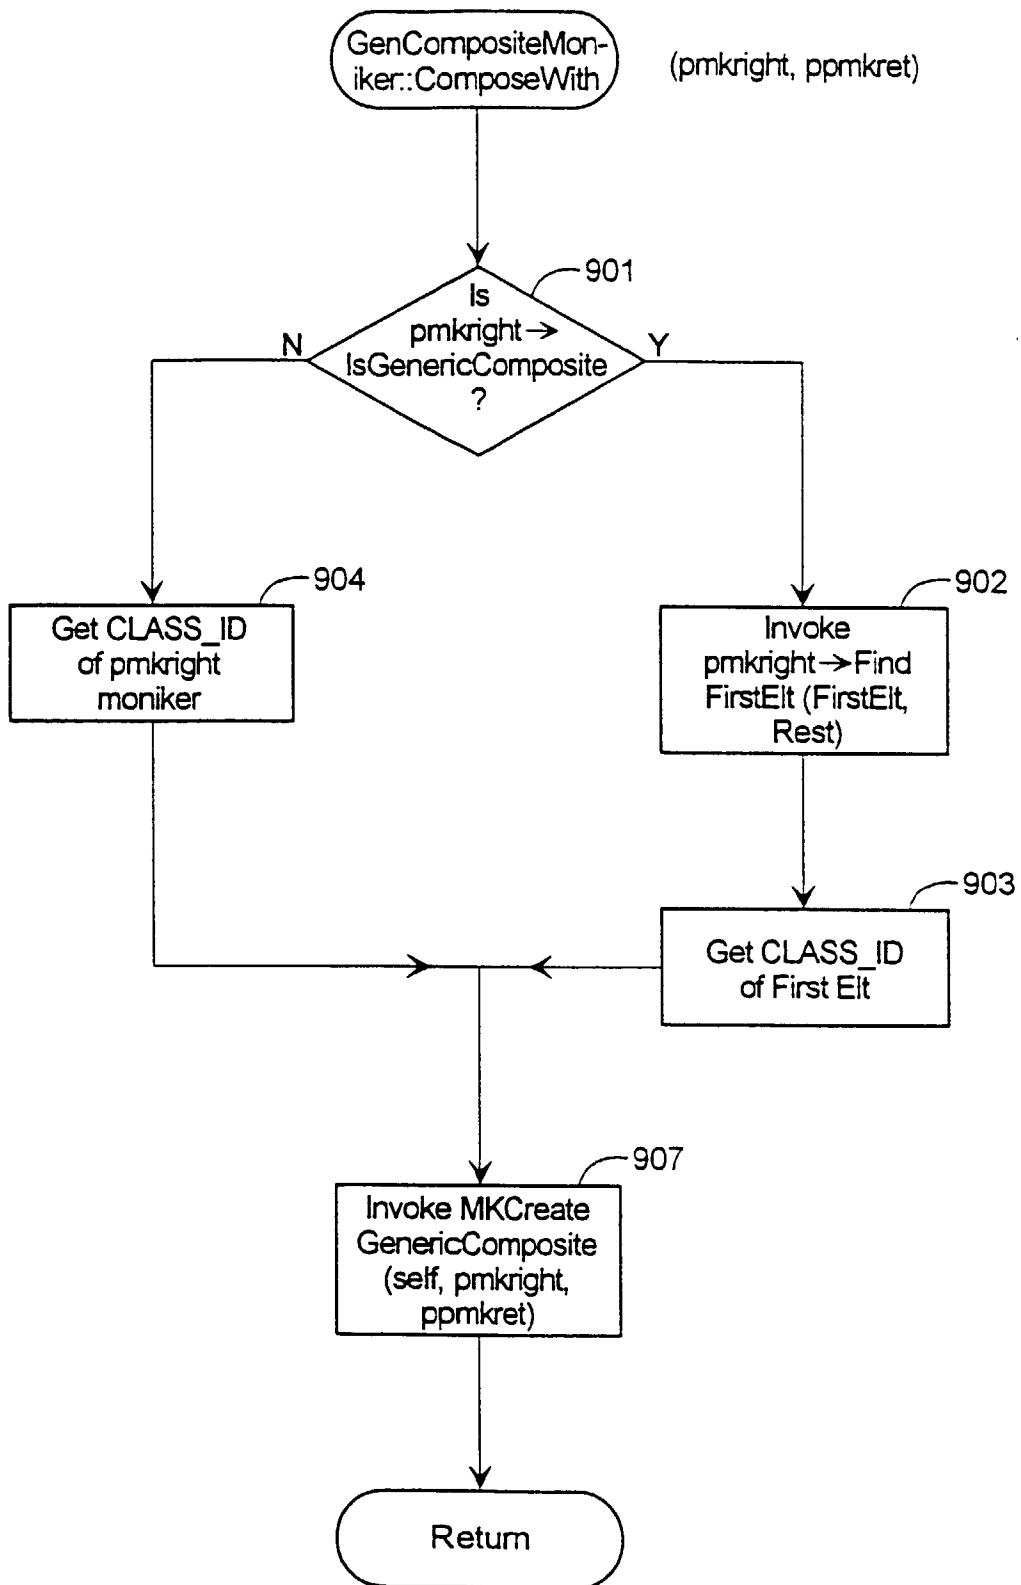 GenCompositeMon-
iker::ComposeWith
(pmkright, ppmkret)
901
Is
pmkright→
IsGenericComposite
?
N
Y
904
Get CLASS_ID
of pmkright
moniker
902
Invoke
pmkright→Find
FirstElt (FirstElt,
Rest)
903
Get CLASS_ID
of First Elt
907
Invoke MKCreate
GenericComposite
(self, pmkright,
ppmkret)
Return